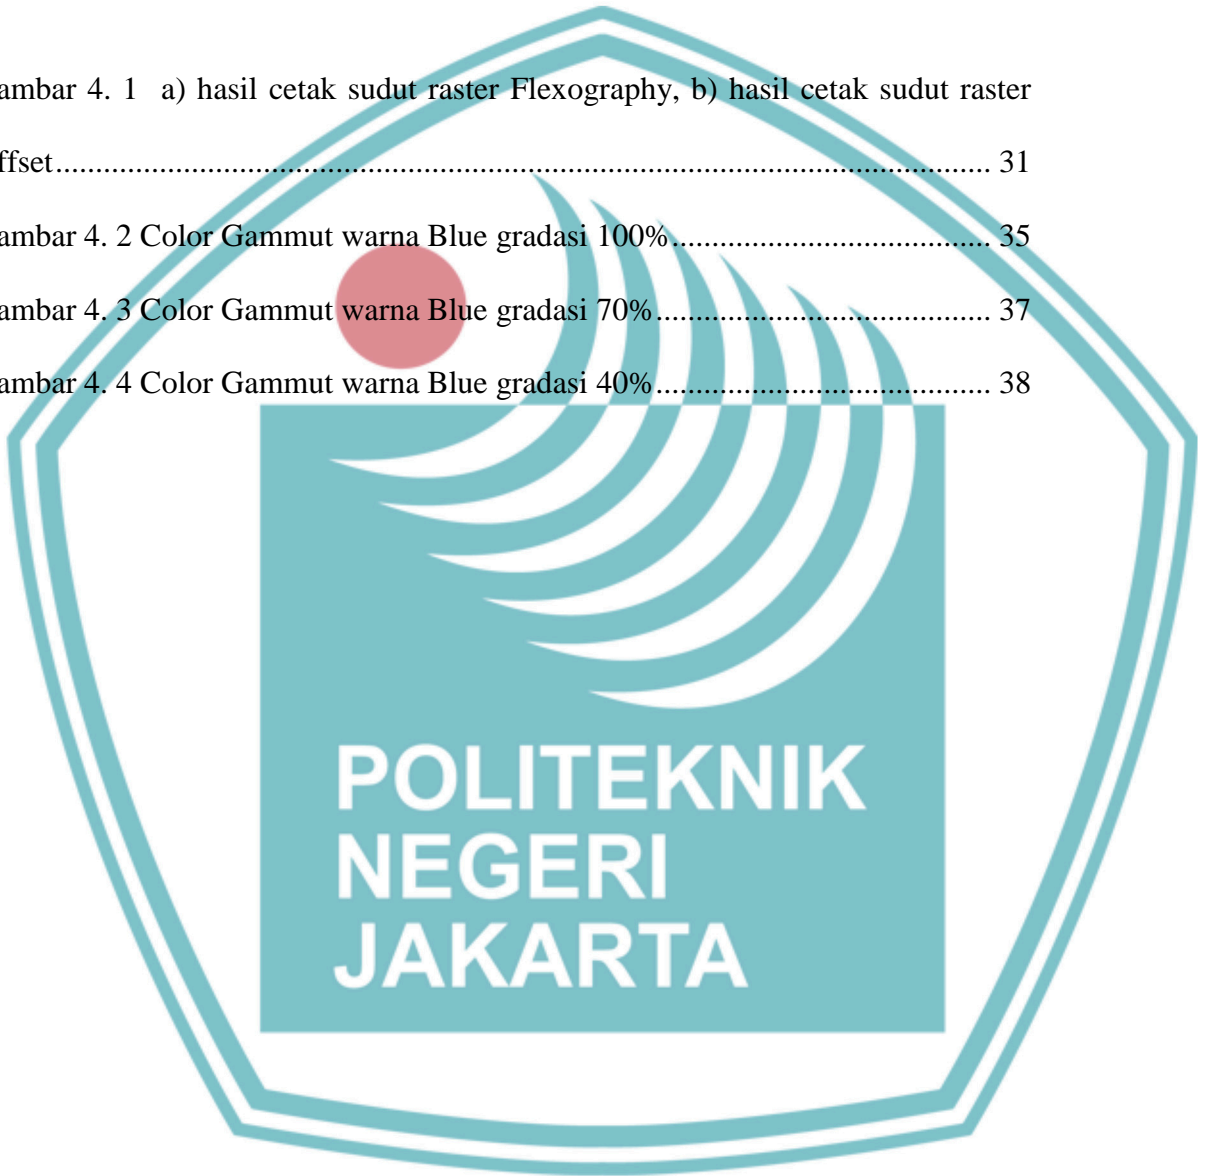 ambar 4. 1 a) hasil cetak sudut raster Flexography, b) hasil cetak sudut raster
ffset.................................................................................................. 31
ambar 4. 2 Color Gammut warna Blue gradasi 100%.................................. 35
ambar 4. 3 Color Gammut warna Blue gradasi 70%.................................... 37
ambar 4. 4 Color Gammut warna Blue gradasi 40%.................................... 38
POLITEKNIK
NEGERI
JAKARTA